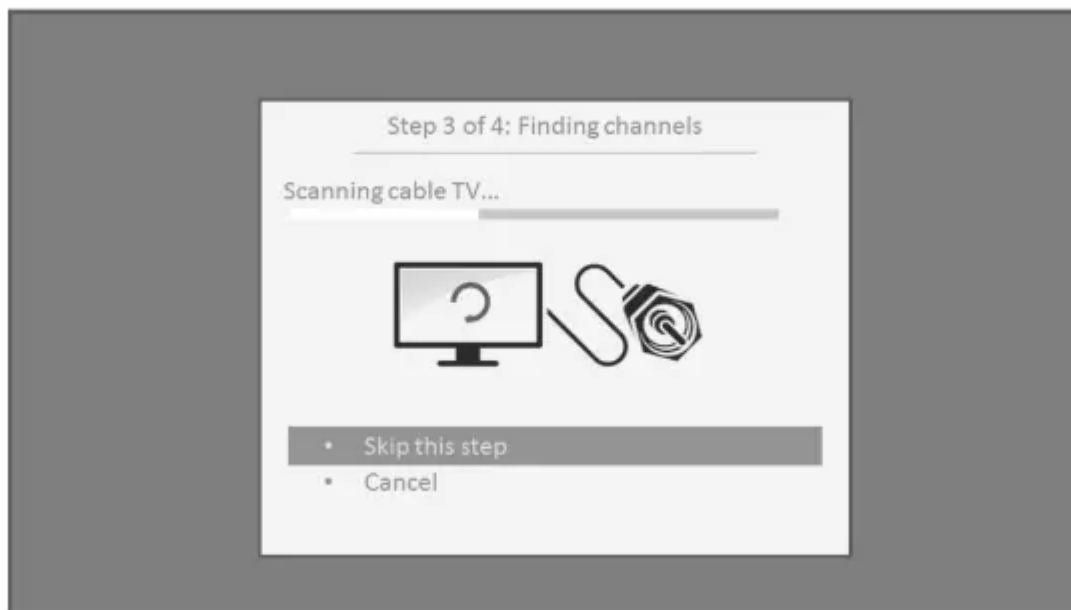 Step 3 of 4: Finding channels
Scanning cable TV...
• Skip this step
• Cancel